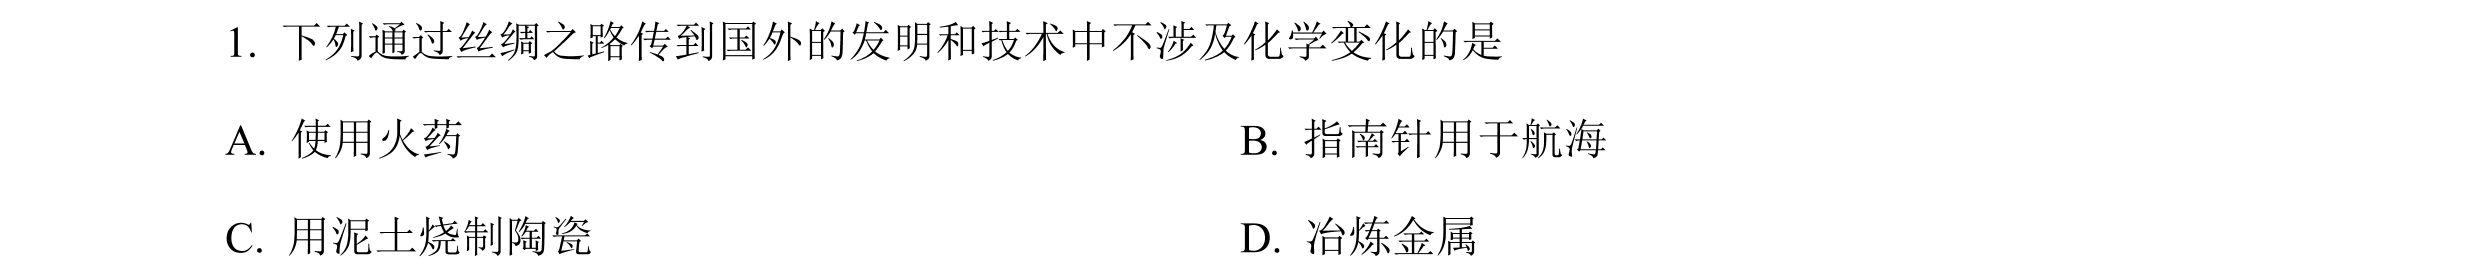 1. 下列通过丝绸之路传到国外的发明和技术中不涉及化学变化的是
A. 使用火药 B. 指南针用于航海
C. 用泥土烧制陶瓷 D. 冶炼金属